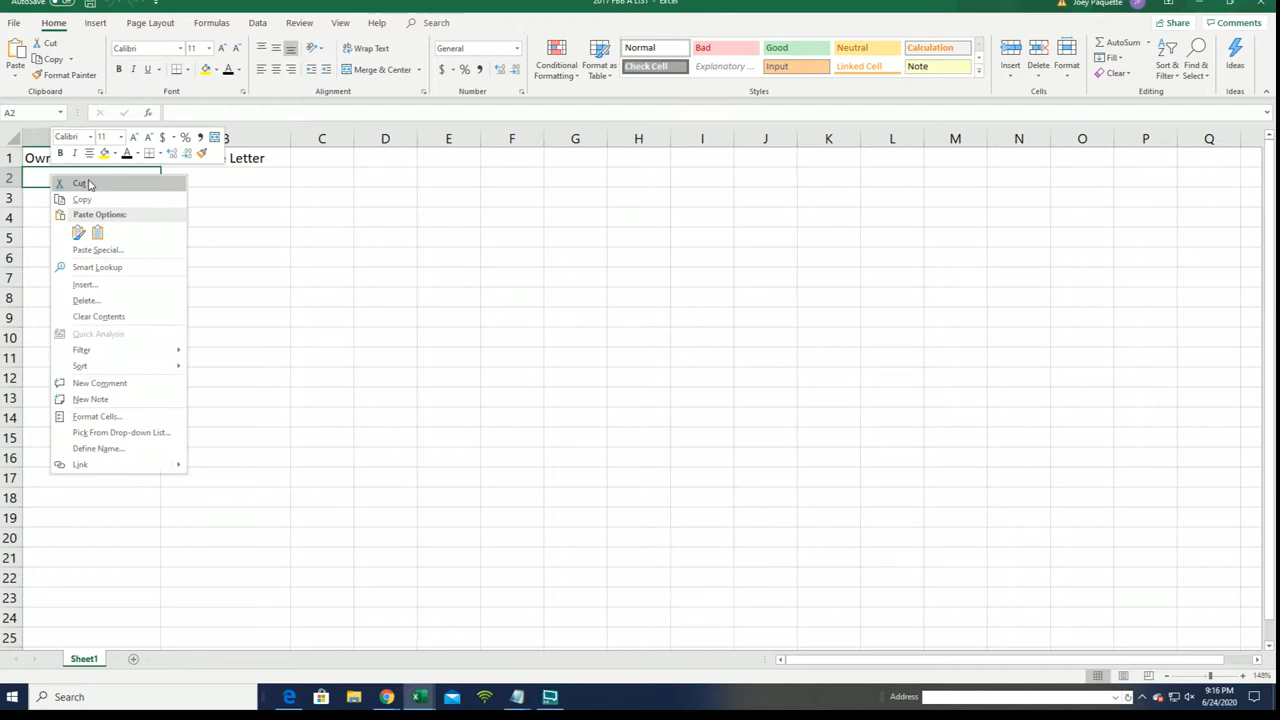 AutoSave
2017 FBB A LIST - Excel
Joey Paquette JP
File Home Insert Page Layout Formulas Data Review View Help Search Share Comments
Paste Cut Copy Format Painter
Calibri 11 A A
B I U A
Wrap Text
Merge & Center
General
$ % ,
Conditional Formatting Format as Table
Normal Bad Good Neutral Calculation
Check Cell Explanatory ... Input Linked Cell Note
Insert Delete Format
AutoSum Fill Clear
Sort & Filter Find & Select
Ideas
Clipboard Font Alignment Number Styles Cells Editing Ideas
A2 fx
Calibri 11 A A $ % ,
B I A
B C D E F G H I J K L M N O P Q
1 Own Letter
2
3
4
5
6
7
8
9
10
11
12
13
14
15
16
17
18
19
20
21
22
23
24
25
Cut
Copy
Paste Options:
Paste Special...
Smart Lookup
Insert...
Delete...
Clear Contents
Quick Analysis
Filter
Sort
New Comment
New Note
Format Cells...
Pick From Drop-down List...
Define Name...
Link
Sheet1
148%
Search
Address
9:16 PM
6/24/2020